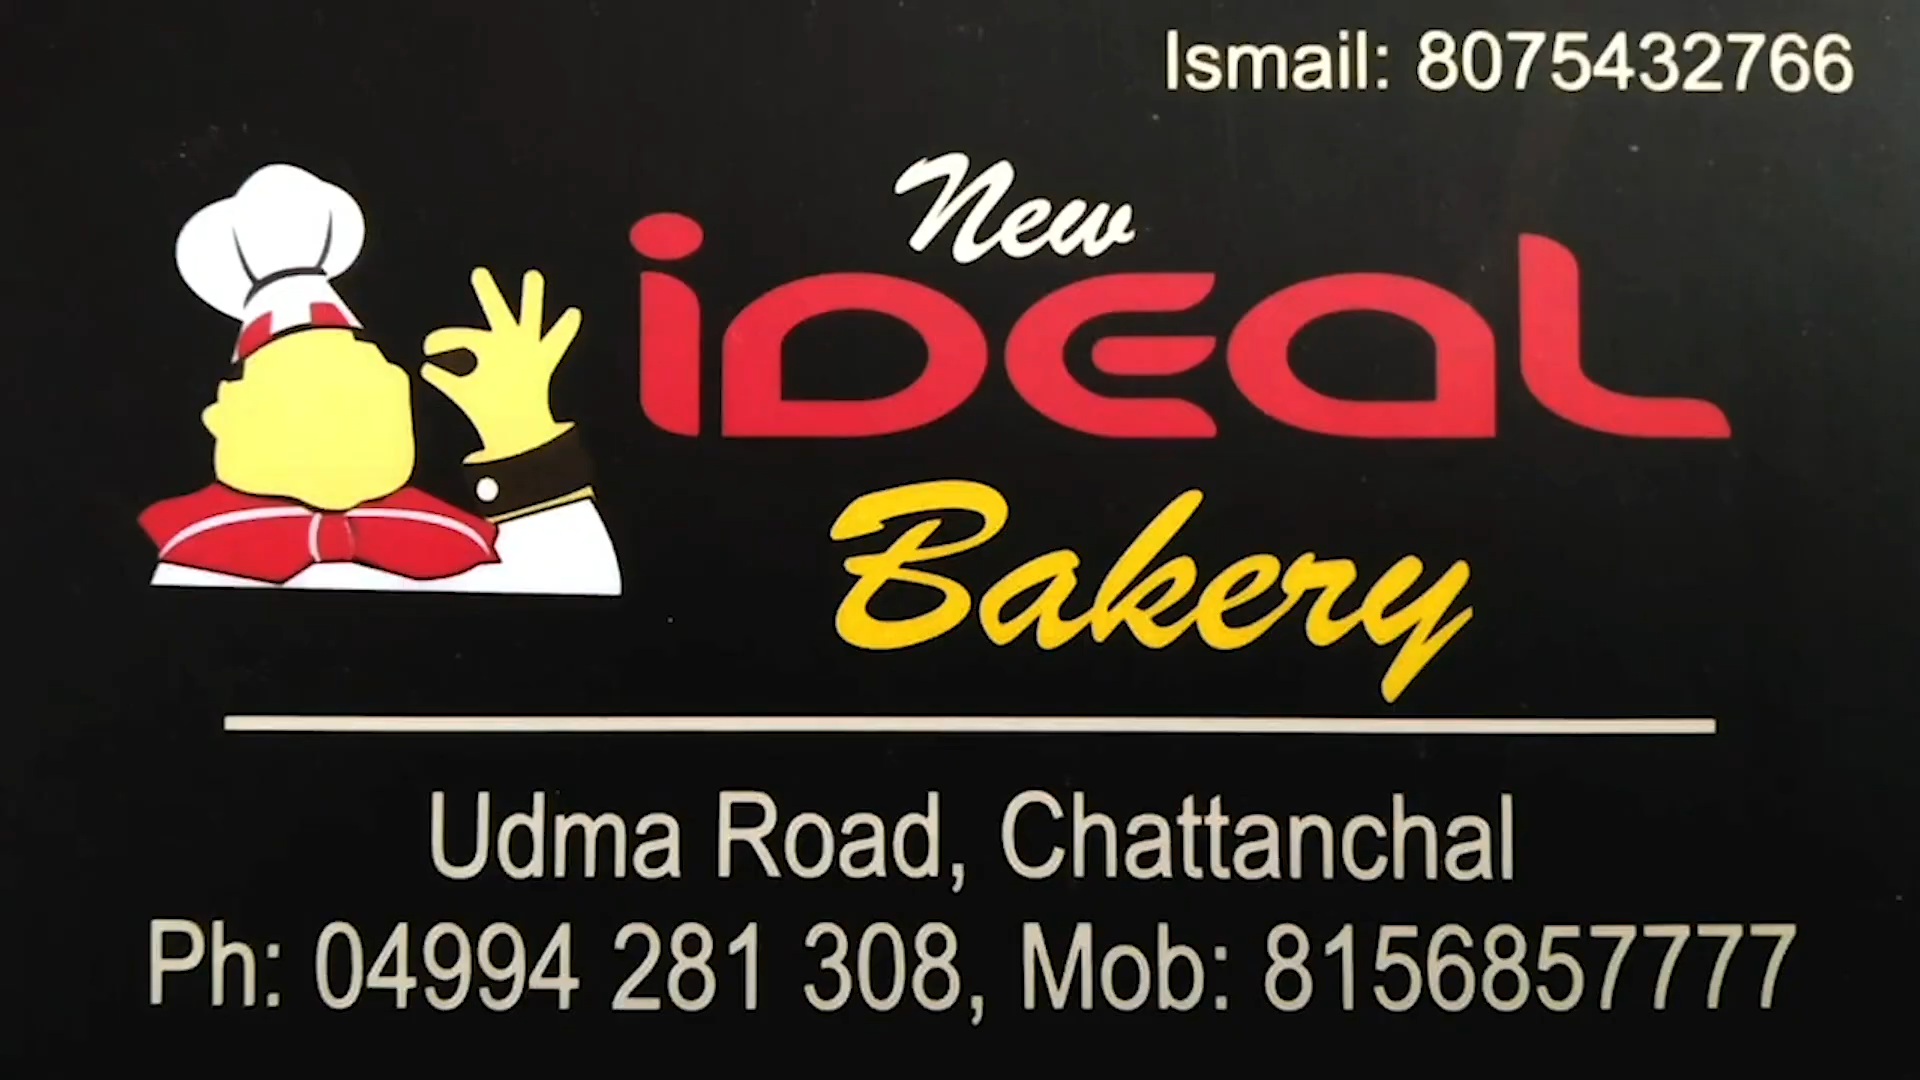 Ismail: 8075432766
New
iDEAL
Bakery
Udma Road, Chattanchal
Ph: 04994 281 308, Mob: 8156857777